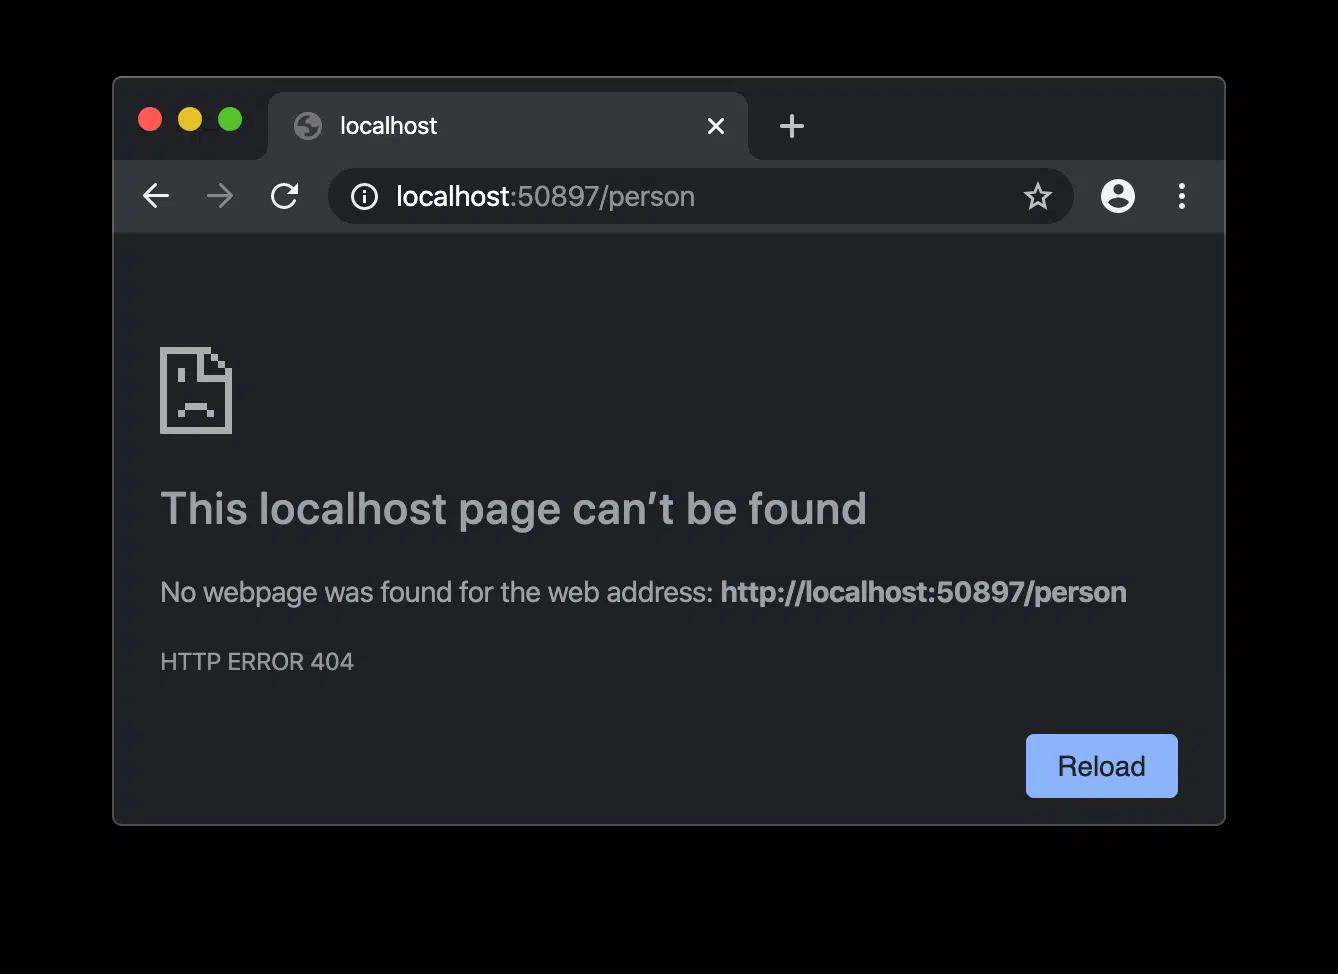 localhost
localhost:50897/person
This localhost page can’t be found
No webpage was found for the web address: http://localhost:50897/person
HTTP ERROR 404
Reload